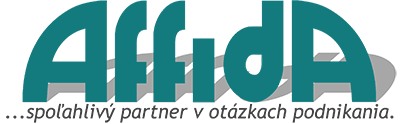 AffidA
...spoľahlivý partner v otázkach podnikania.